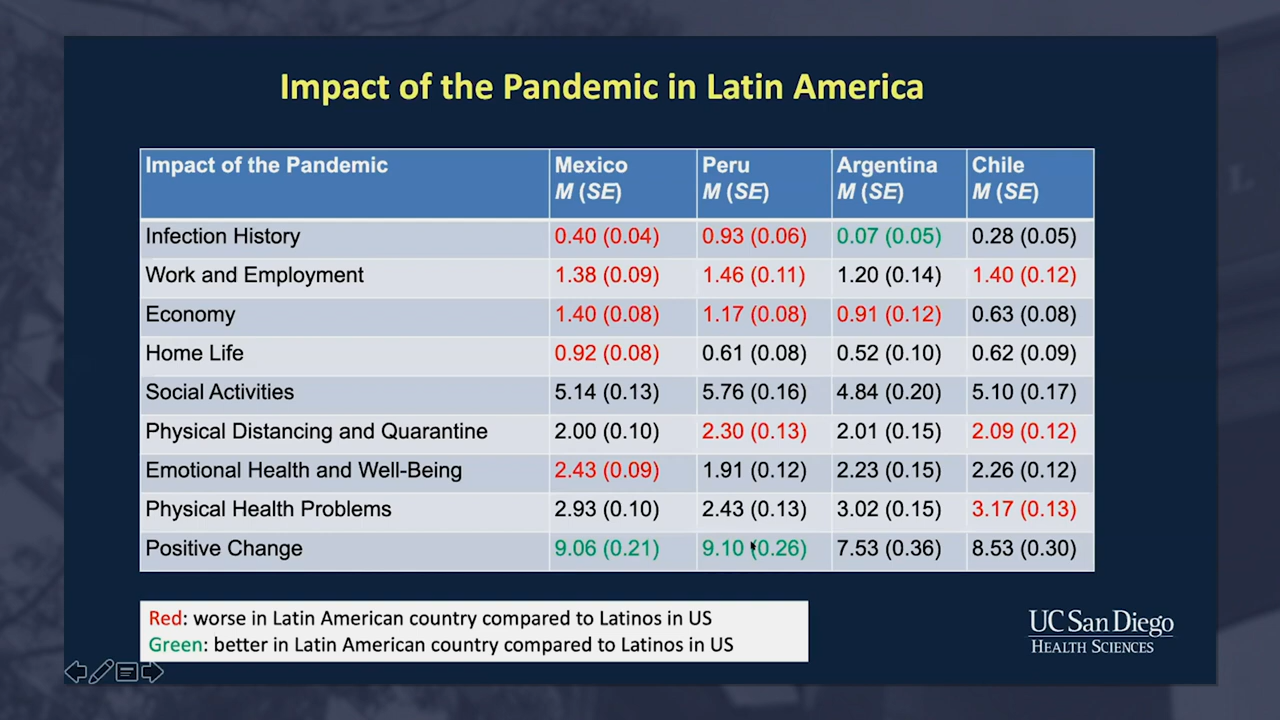 Impact of the Pandemic in Latin America
Impact of the Pandemic Mexico Peru Argentina Chile
M (SE) M (SE) M (SE) M (SE)
Infection History 0.40 (0.04) 0.93 (0.06) 0.07 (0.05) 0.28 (0.05)
Work and Employment 1.38 (0.09) 1.46 (0.11) 1.20 (0.14) 1.40 (0.12)
Economy 1.40 (0.08) 1.17 (0.08) 0.91 (0.12) 0.63 (0.08)
Home Life 0.92 (0.08) 0.61 (0.08) 0.52 (0.10) 0.62 (0.09)
Social Activities 5.14 (0.13) 5.76 (0.16) 4.84 (0.20) 5.10 (0.17)
Physical Distancing and Quarantine 2.00 (0.10) 2.30 (0.13) 2.01 (0.15) 2.09 (0.12)
Emotional Health and Well-Being 2.43 (0.09) 1.91 (0.12) 2.23 (0.15) 2.26 (0.12)
Physical Health Problems 2.93 (0.10) 2.43 (0.13) 3.02 (0.15) 3.17 (0.13)
Positive Change 9.06 (0.21) 9.10 (0.26) 7.53 (0.36) 8.53 (0.30)
Red: worse in Latin American country compared to Latinos in US
Green: better in Latin American country compared to Latinos in US
UC San Diego
HEALTH SCIENCES